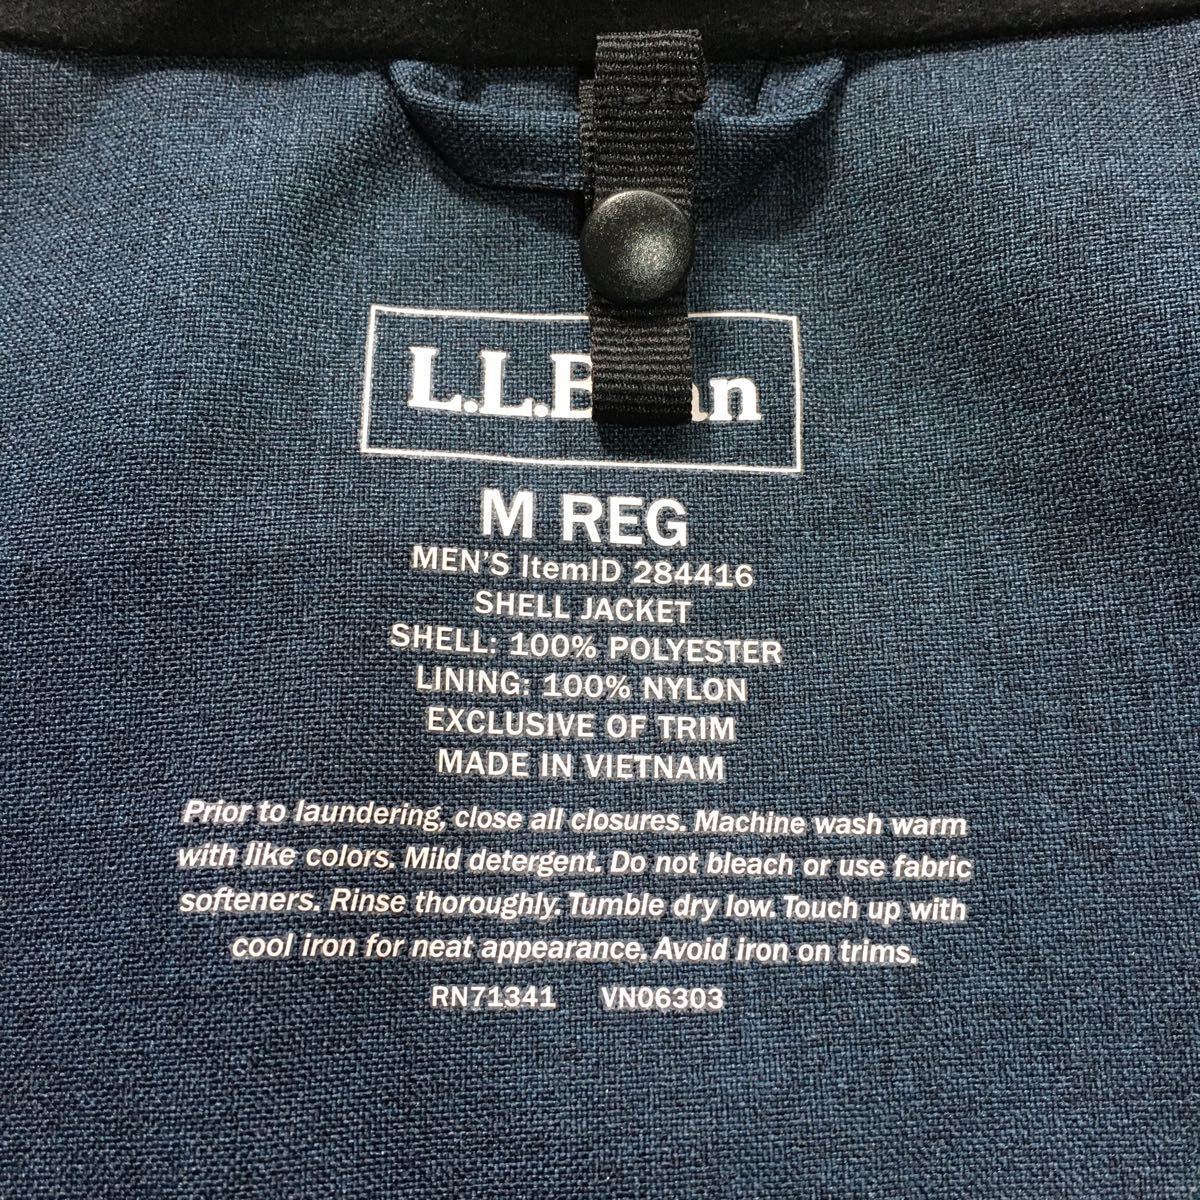 L.L.Bean
M REG
MEN'S ItemID 284416
SHELL JACKET
SHELL: 100% POLYESTER
LINING: 100% NYLON
EXCLUSIVE OF TRIM
MADE IN VIETNAM
Prior to laundering, close all closures. Machine wash warm
with like colors. Mild detergent. Do not bleach or use fabric
softeners. Rinse thoroughly. Tumble dry low. Touch up with
cool iron for neat appearance. Avoid iron on trims.
RN71341 VN06303